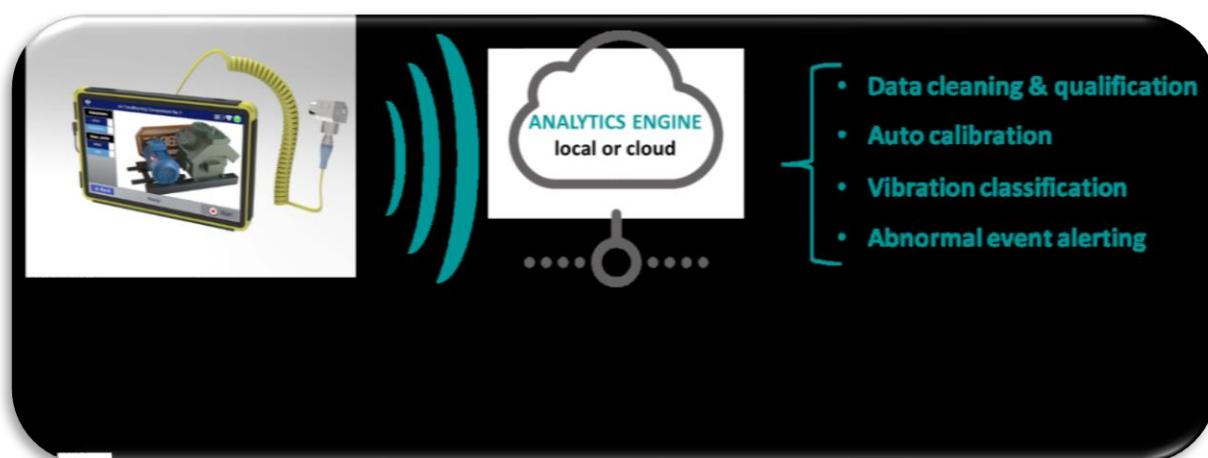 ANALYTICS ENGINE
local or cloud
• Data cleaning & qualification
• Auto calibration
• Vibration classification
• Abnormal event alerting